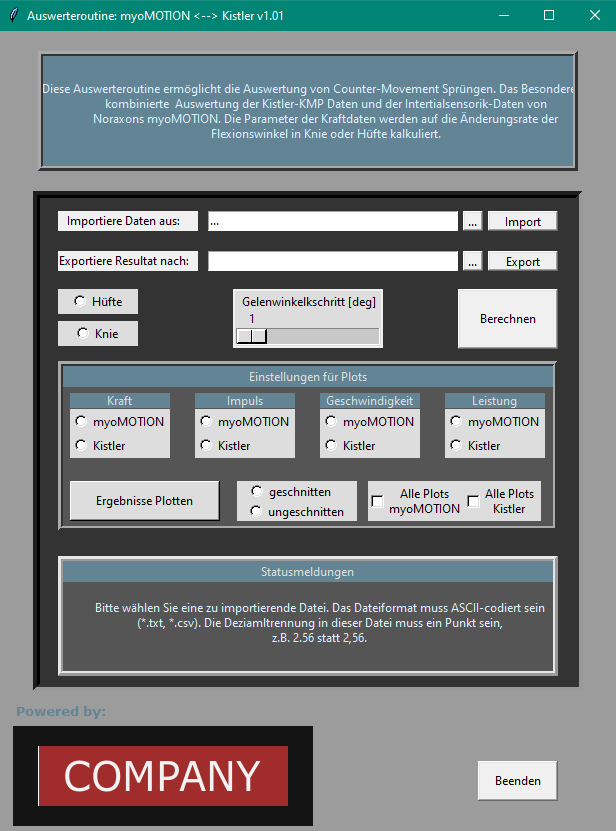 Auswerteroutine: myoMOTION <--> Kistler v1.01
Diese Auswerteroutine ermöglicht die Auswertung von Counter-Movement Sprüngen. Das Besondere
kombinierte Auswertung der Kistler-KMP Daten und der Intertialsensorik-Daten von
Noraxons myoMOTION. Die Parameter der Kraftdaten werden auf die Änderungsrate der
Flexionswinkel in Knie oder Hüfte kalkuliert.
Importiere Daten aus: ... ... Import
Exportiere Resultat nach: ... Export
Hüfte
Knie
Gelenwinkelkschritt [deg]
1
Berechnen
Einstellungen für Plots
Kraft Impuls Geschwindigkeit Leistung
myoMOTION myoMOTION myoMOTION myoMOTION
Kistler Kistler Kistler Kistler
Ergebnisse Plotten
geschnitten
ungeschnitten
Alle Plots
myoMOTION
Alle Plots
Kistler
Statusmeldungen
Bitte wählen Sie eine zu importierende Datei. Das Dateiformat muss ASCII-codiert sein
(*.txt, *.csv). Die Deziamltrennung in dieser Datei muss ein Punkt sein,
z.B. 2.56 statt 2,56.
Powered by:
COMPANY
Beenden